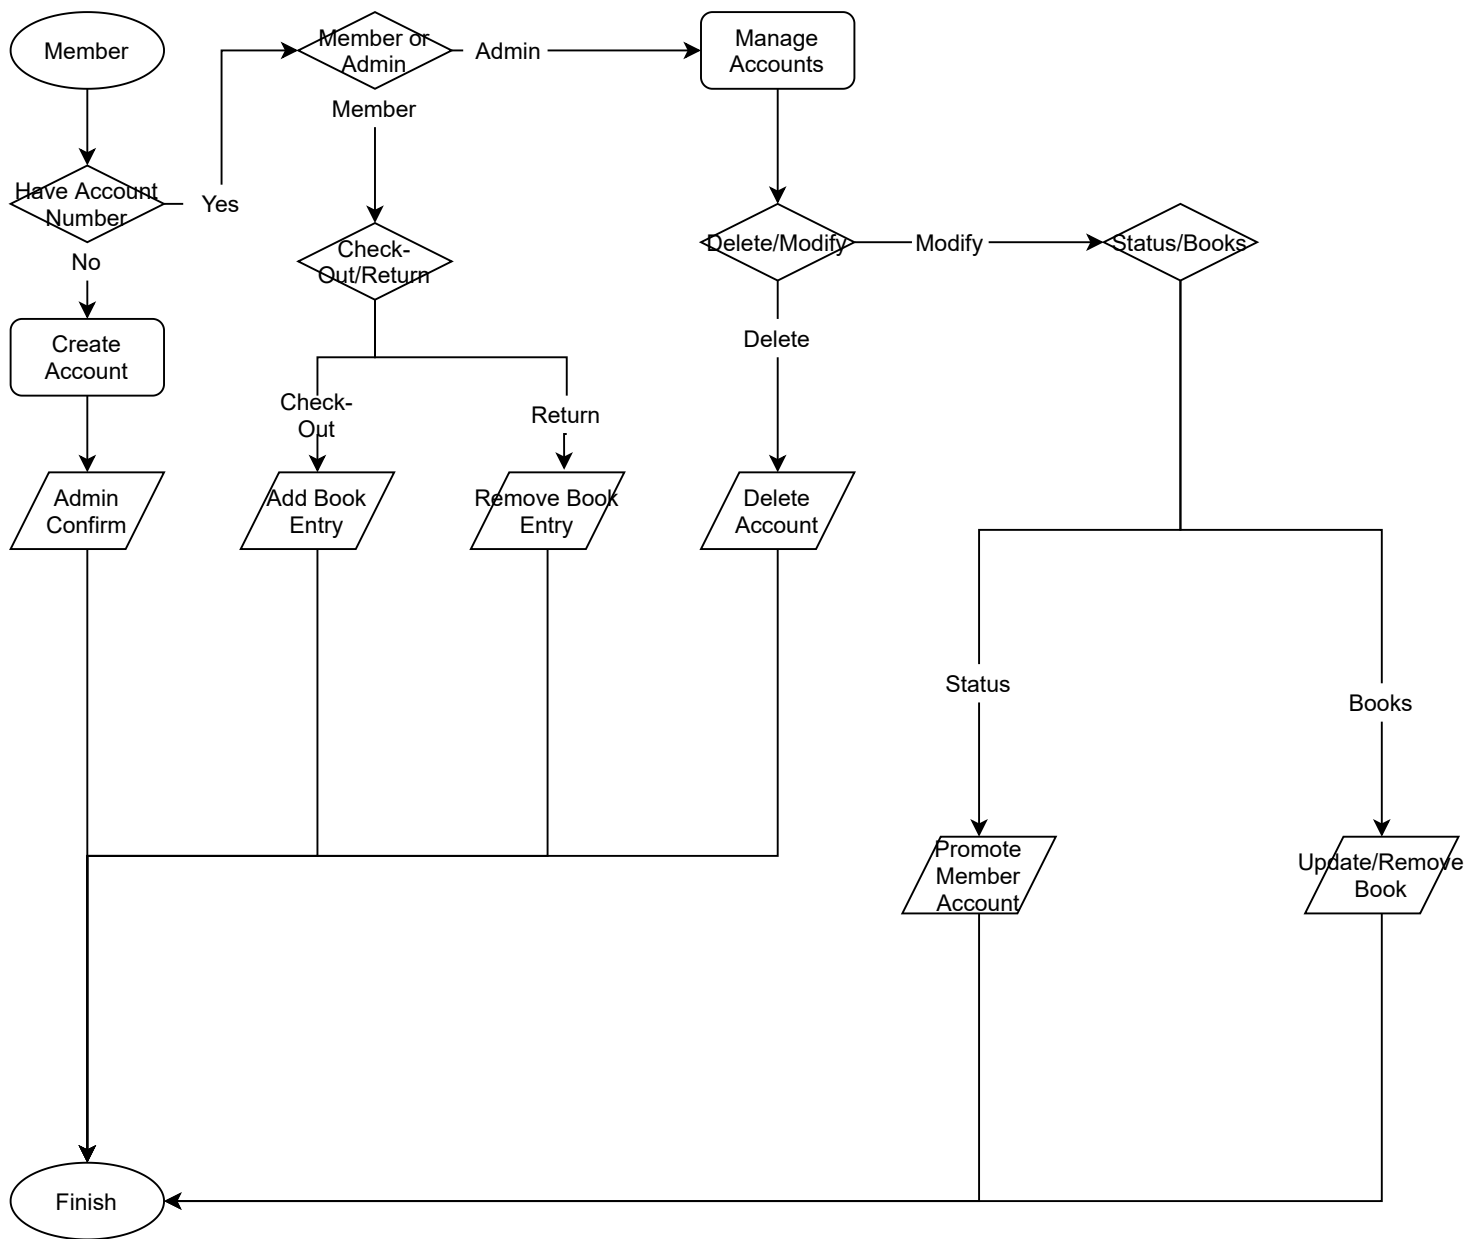 Member
Member or
Admin
Admin
Manage
Accounts
Member
Have Account
Number
Yes
Check-
Out/Return
Delete/Modify
Modify
Status/Books
No
Create
Account
Delete
Check-
Out
Return
Admin
Confirm
Add Book
Entry
Remove Book
Entry
Delete
Account
Status
Books
Promote
Member
Account
Update/Remove
Book
Finish